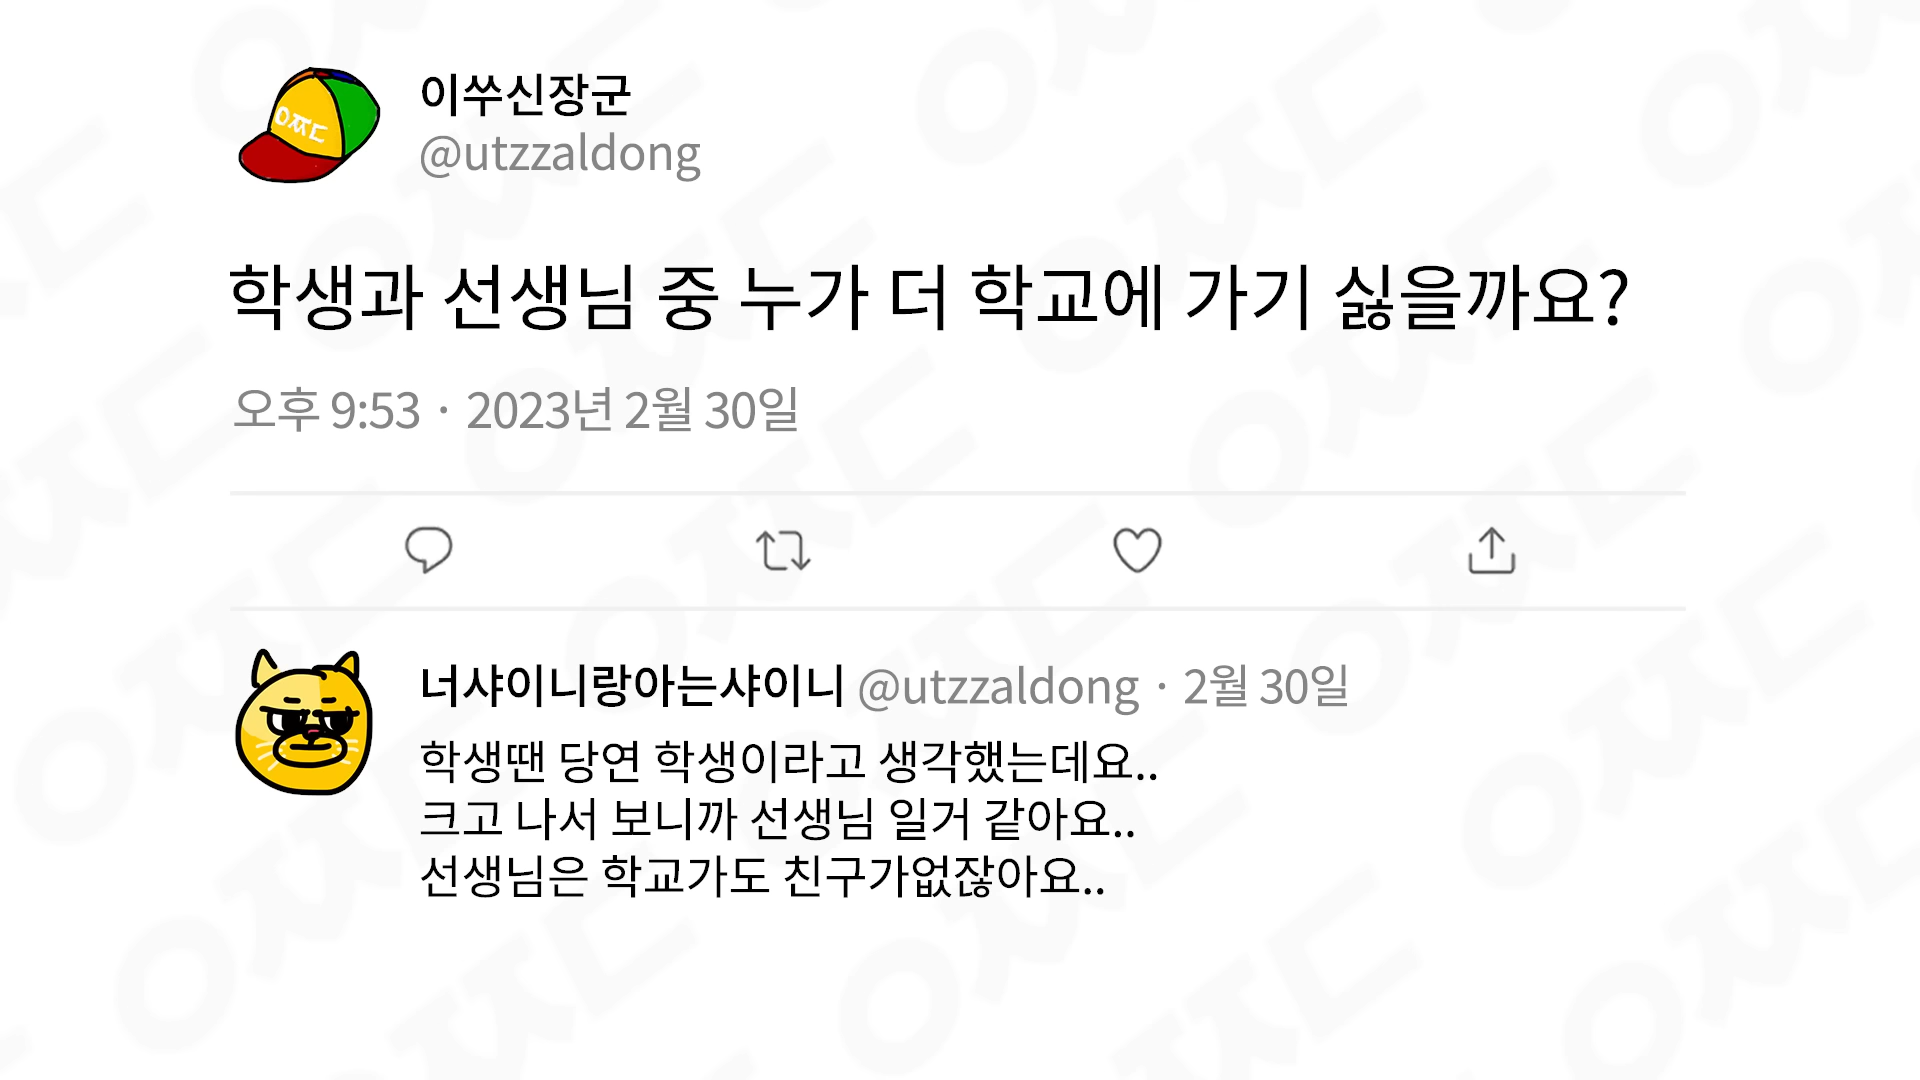 ㅇㅉㄷ
이쑤신장군
@utzzaldong
학생과 선생님 중 누가 더 학교에 가기 싫을까요?
오후 9:53 · 2023년 2월 30일
너샤이니랑아는샤이니 @utzzaldong · 2월 30일
학생땐 당연 학생이라고 생각했는데요..
크고 나서 보니까 선생님 일거 같아요..
선생님은 학교가도 친구가없잖아요..